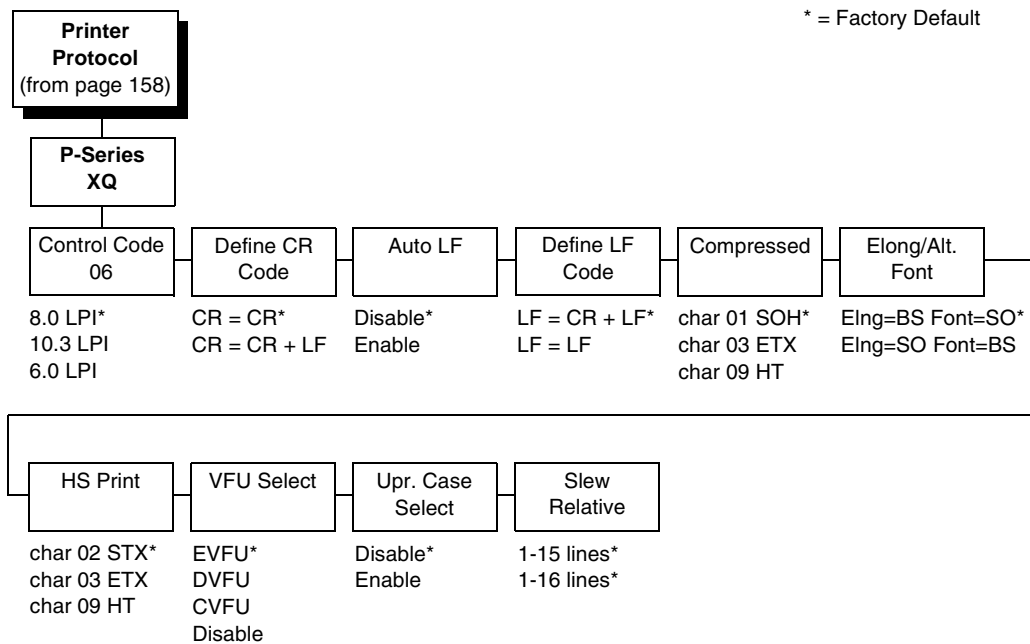 * = Factory Default
Printer
Protocol
(from page 158)
P-Series
XQ
Control Code
06
8.0 LPI*
10.3 LPI
6.0 LPI
Define CR
Code
CR = CR*
CR = CR + LF
Auto LF
Disable*
Enable
Define LF
Code
LF = CR + LF*
LF = LF
Compressed
char 01 SOH*
char 03 ETX
char 09 HT
Elong/Alt.
Font
Elng=BS Font=SO*
Elng=SO Font=BS
HS Print
char 02 STX*
char 03 ETX
char 09 HT
VFU Select
EVFU*
DVFU
CVFU
Disable
Upr. Case
Select
Disable*
Enable
Slew
Relative
1-15 lines*
1-16 lines*